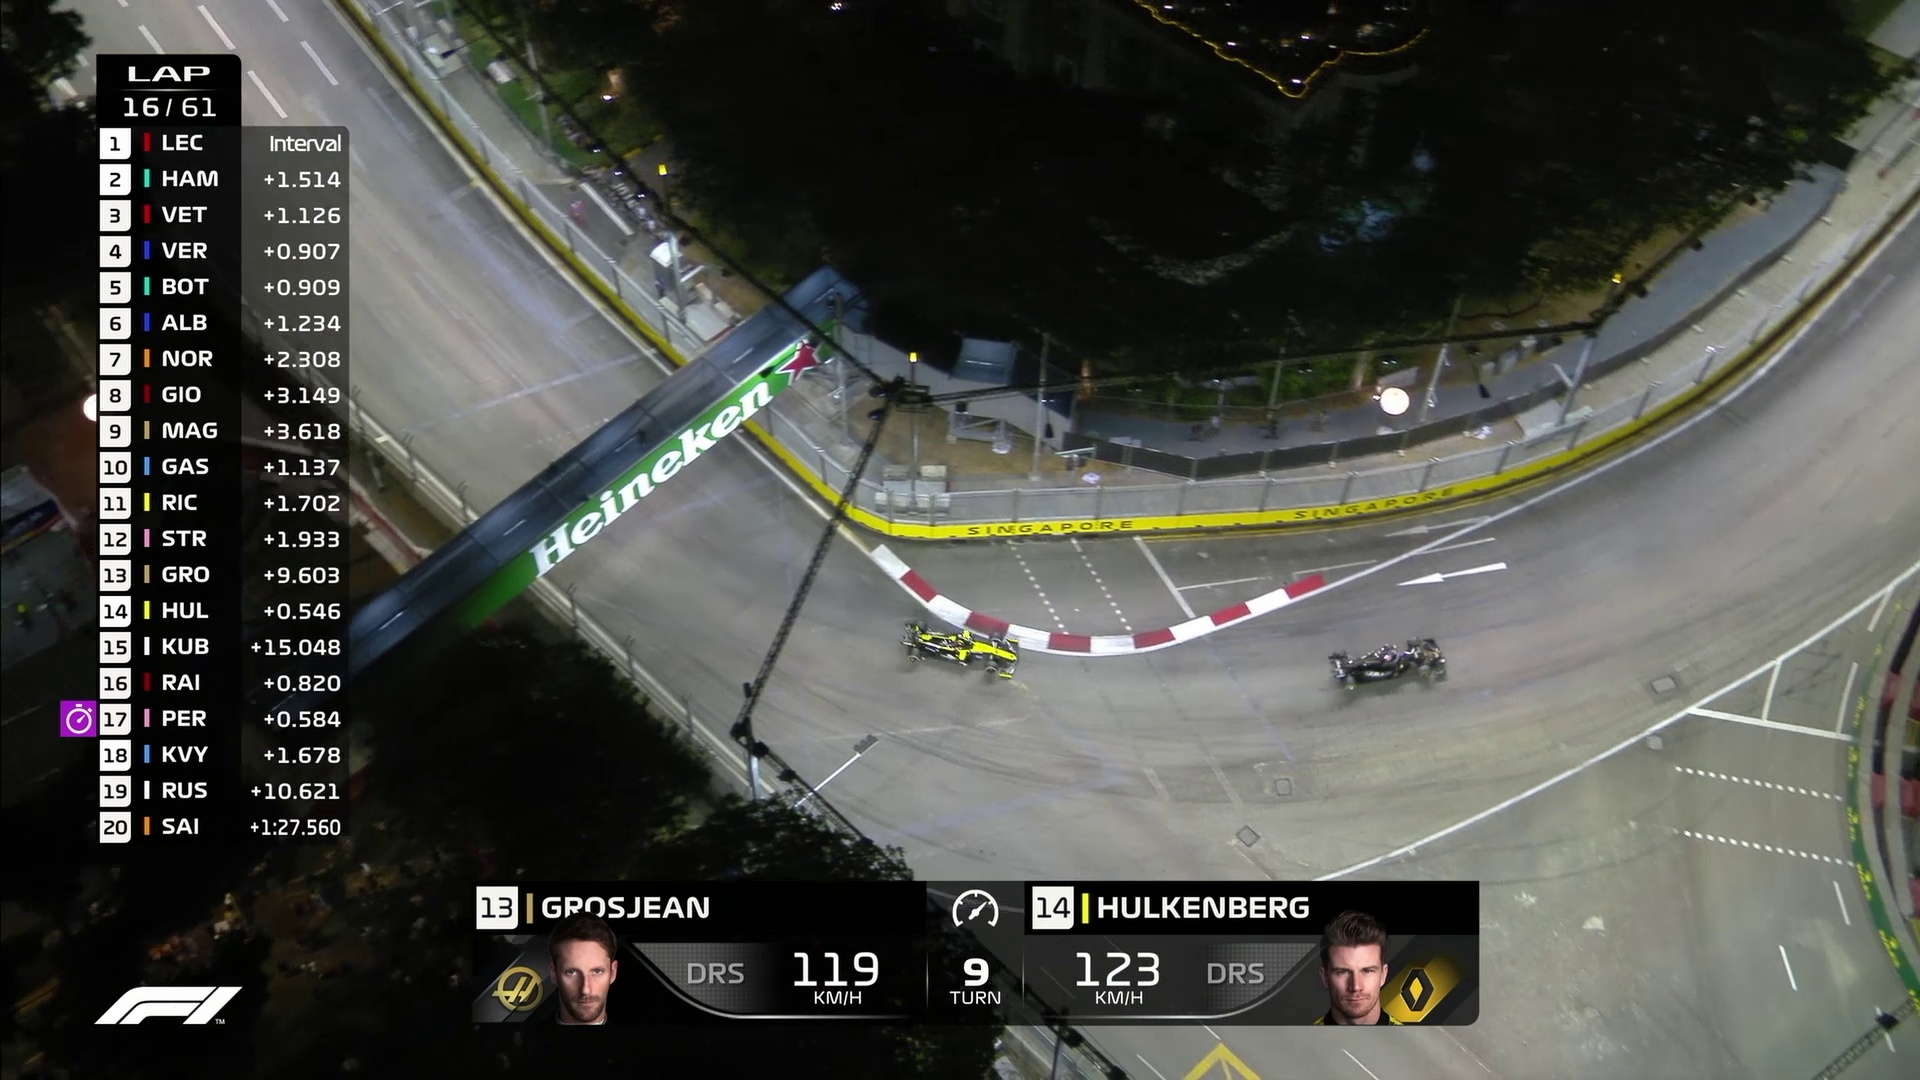 LAP
16/61
1 LEC Interval
2 HAM +1.514
3 VET +1.126
4 VER +0.907
5 BOT +0.909
6 ALB +1.234
7 NOR +2.308
8 GIO +3.149
9 MAG +3.618
10 GAS +1.137
11 RIC +1.702
12 STR +1.933
13 GRO +9.603
14 HUL +0.546
15 KUB +15.048
16 RAI +0.820
17 PER +0.584
18 KVY +1.678
19 RUS +10.621
20 SAI +1:27.560
Heineken
SINGAPORE
SINGAPORE
13 GROSJEAN
14 HULKENBERG
DRS 119 KM/H
9 TURN
123 KM/H DRS
F1 TM